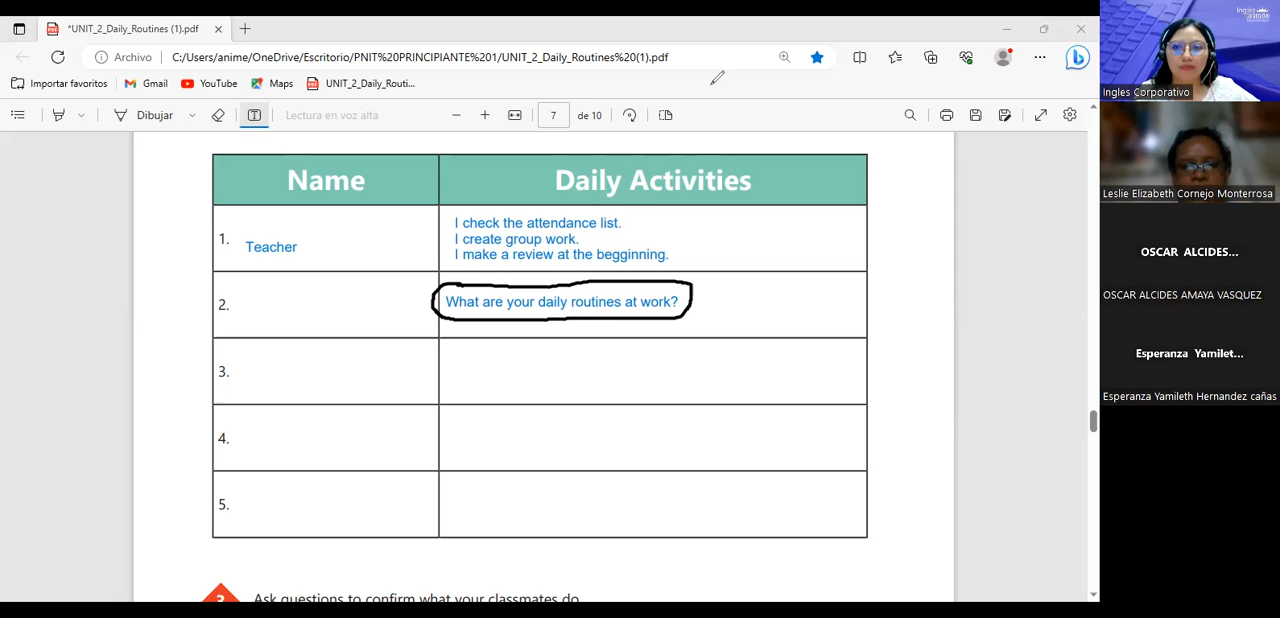 *UNIT_2_Daily_Routines (1).pdf
Archivo
C:/Users/anime/OneDrive/Escritorio/PNIT%20PRINCIPIANTE%201/UNIT_2_Daily_Routines%20(1).pdf
Importar favoritos
Gmail
YouTube
Maps
UNIT_2_Daily_Routi...
Dibujar
Lectura en voz alta
7
de 10
Name
Daily Activities
1.
Teacher
I check the attendance list.
I create group work.
I make a review at the begginning.
2.
What are your daily routines at work?
3.
4.
5.
3
Ask questions to confirm what your classmates do
Ingles
Ingles Corporativo
Leslie Elizabeth Cornejo Monterrosa
OSCAR ALCIDES...
OSCAR ALCIDES AMAYA VASQUEZ
Esperanza Yamilet...
Esperanza Yamileth Hernandez cañas